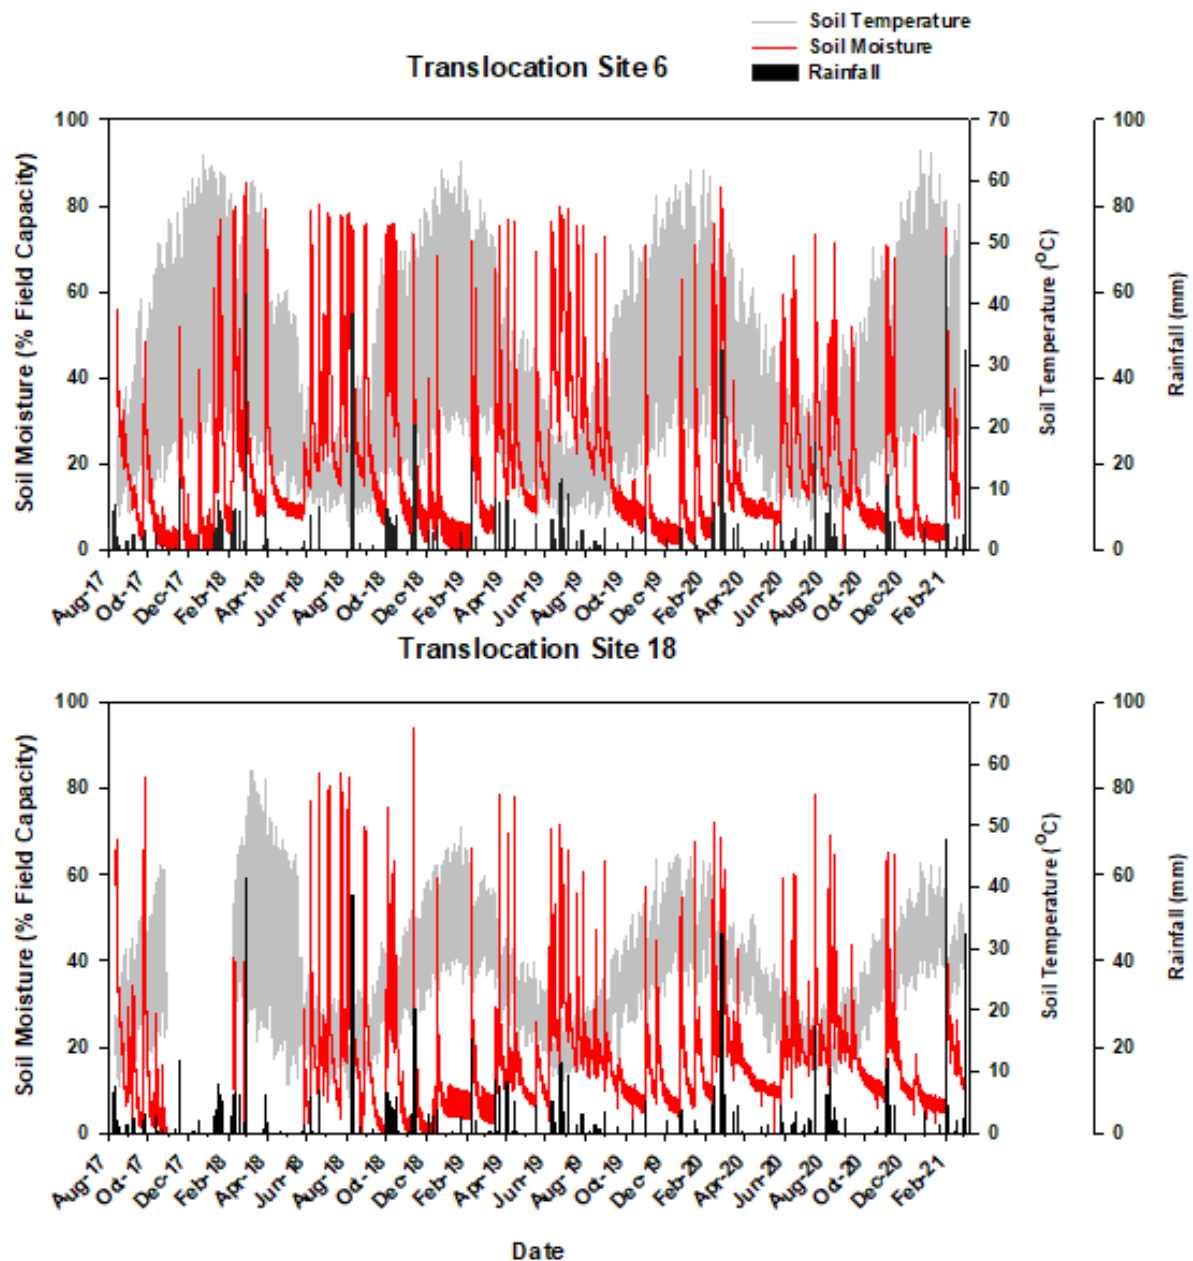 Soil Temperature
Soil Moisture
Rainfall
Translocation Site 6
Soil Moisture (% Field Capacity)
100
80
60
40
20
0
70
60
50
40
30
20
10
0
Soil Temperature (°C)
100
80
60
40
20
0
Rainfall (mm)
Aug-17
Oct-17
Dec-17
Feb-18
Apr-18
Jun-18
Aug-18
Oct-18
Dec-18
Feb-19
Apr-19
Jun-19
Aug-19
Oct-19
Dec-19
Feb-20
Apr-20
Jun-20
Aug-20
Oct-20
Dec-20
Feb-21
Translocation Site 18
Soil Moisture (% Field Capacity)
100
80
60
40
20
0
70
60
50
40
30
20
10
0
Soil Temperature (°C)
100
80
60
40
20
0
Rainfall (mm)
Aug-17
Oct-17
Dec-17
Feb-18
Apr-18
Jun-18
Aug-18
Oct-18
Dec-18
Feb-19
Apr-19
Jun-19
Aug-19
Oct-19
Dec-19
Feb-20
Apr-20
Jun-20
Aug-20
Oct-20
Dec-20
Feb-21
Date